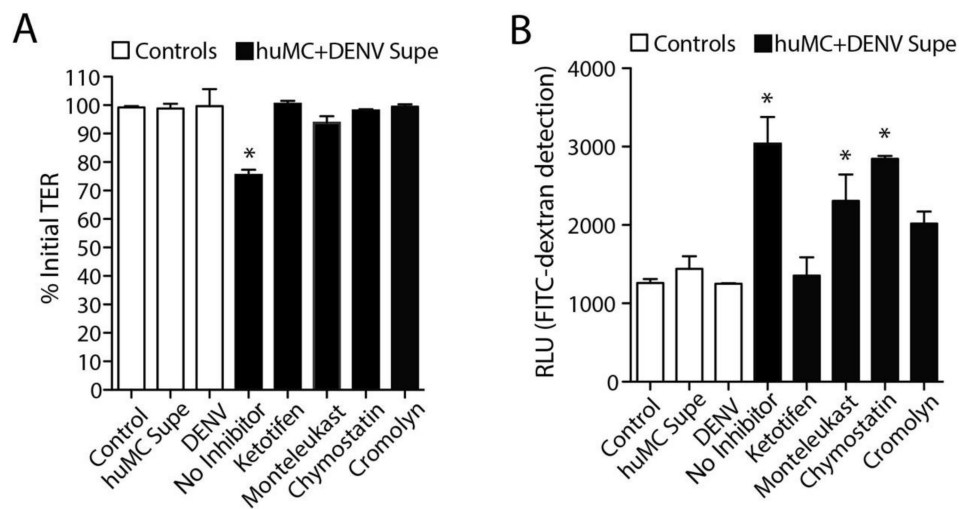 A
Controls huMC+DENV Supe
% Initial TER
110
100
90
80
70
60
50
40
30
20
10
0
*
Control
huMC Supe
DENV
No Inhibitor
Ketotifen
Monteleukast
Chymostatin
Cromolyn
B
Controls huMC+DENV Supe
RLU (FITC-dextran detection)
4000
3000
2000
1000
0
*
*
*
Control
huMC Supe
DENV
No Inhibitor
Ketotifen
Monteleukast
Chymostatin
Cromolyn